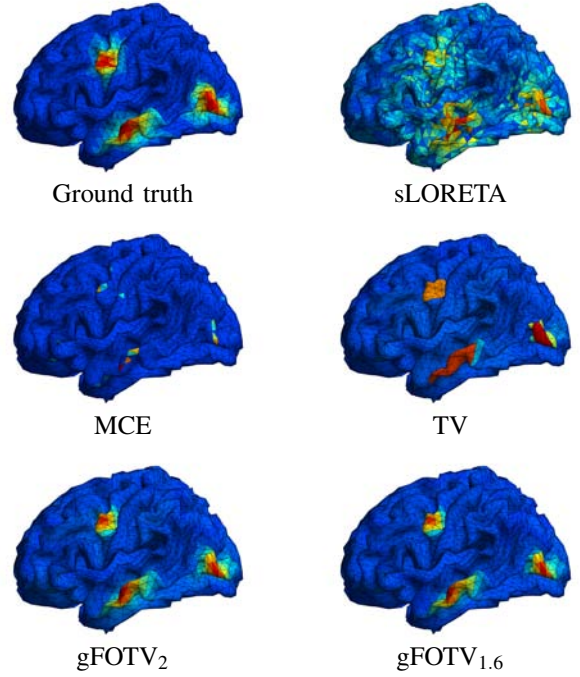 Ground truth
sLORETA
MCE
TV
gFOTV₂
gFOTV₁.₆